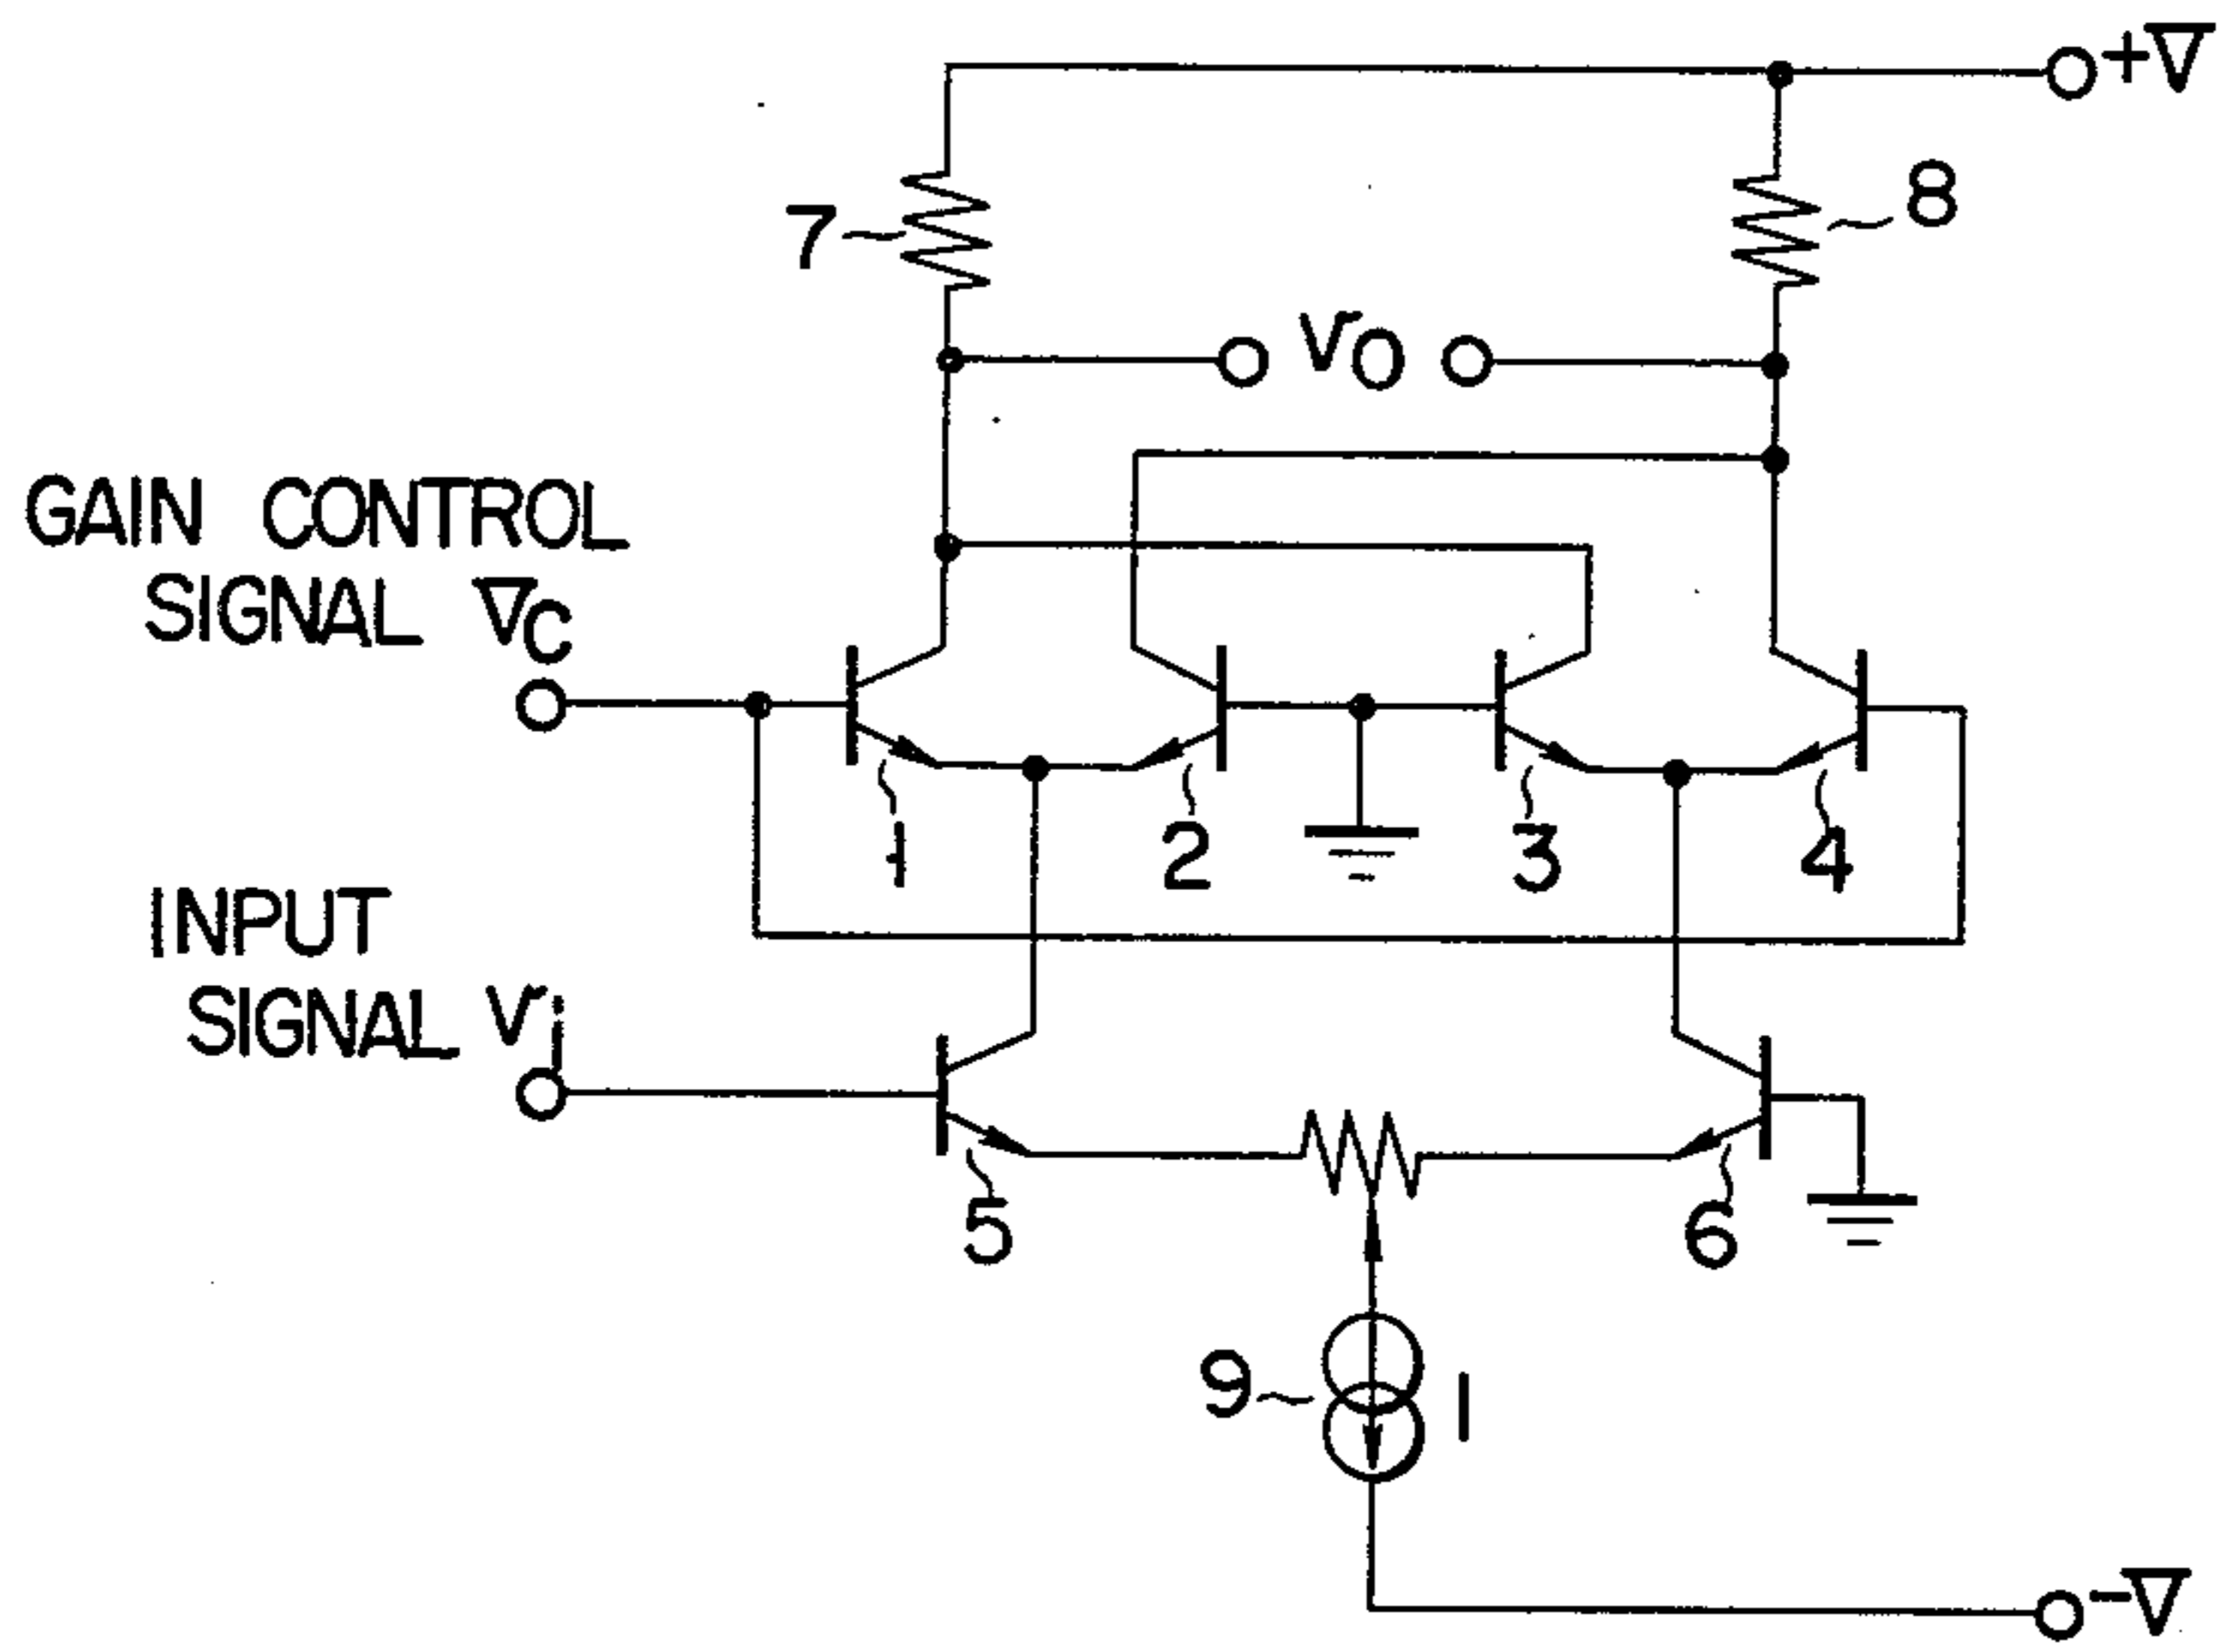 +V
7
8
vO
GAIN CONTROL
SIGNAL VC
1
2
3
4
INPUT
SIGNAL vi
5
6
9
I
-V